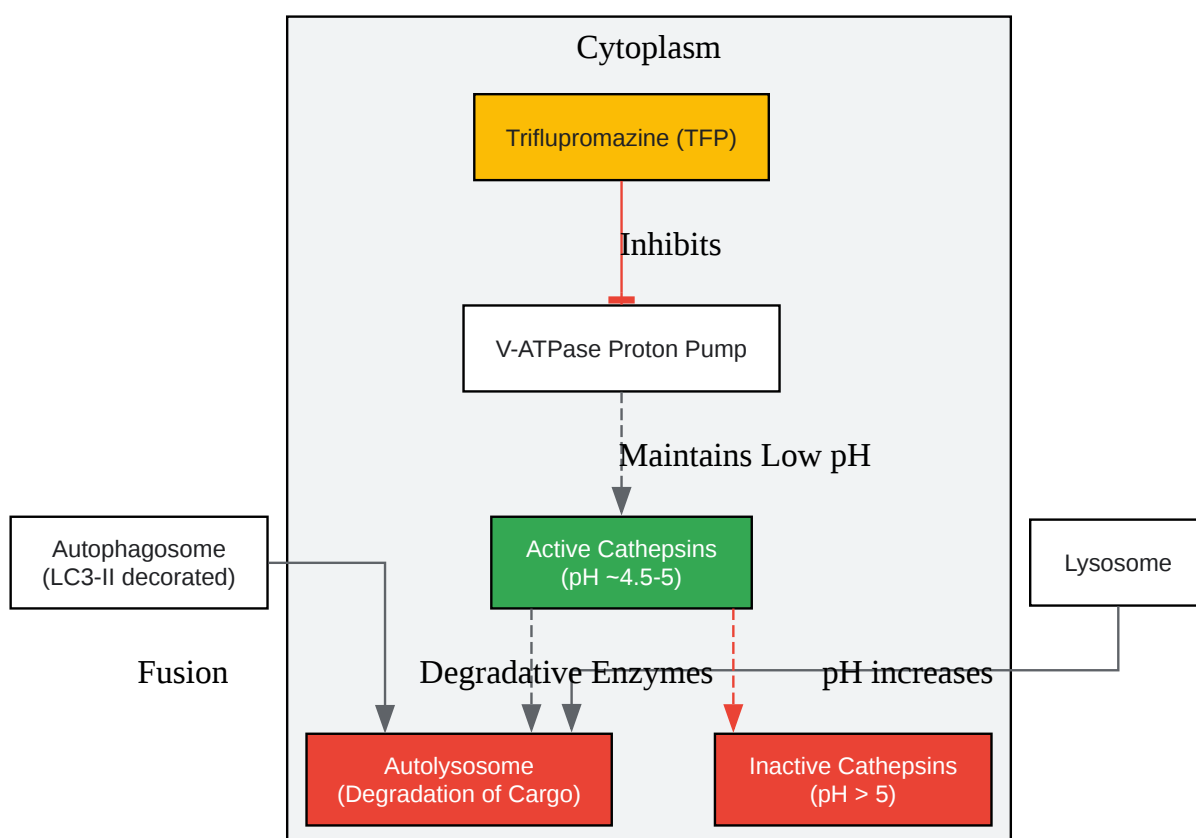 Cytoplasm
Triflupromazine (TFP)
Inhibits
V-ATPase Proton Pump
Maintains Low pH
Autophagosome
(LC3-II decorated)
Active Cathepsins
(pH ~4.5-5)
Lysosome
Fusion
Degradative Enzymes
pH increases
Autolysosome
(Degradation of Cargo)
Inactive Cathepsins
(pH > 5)